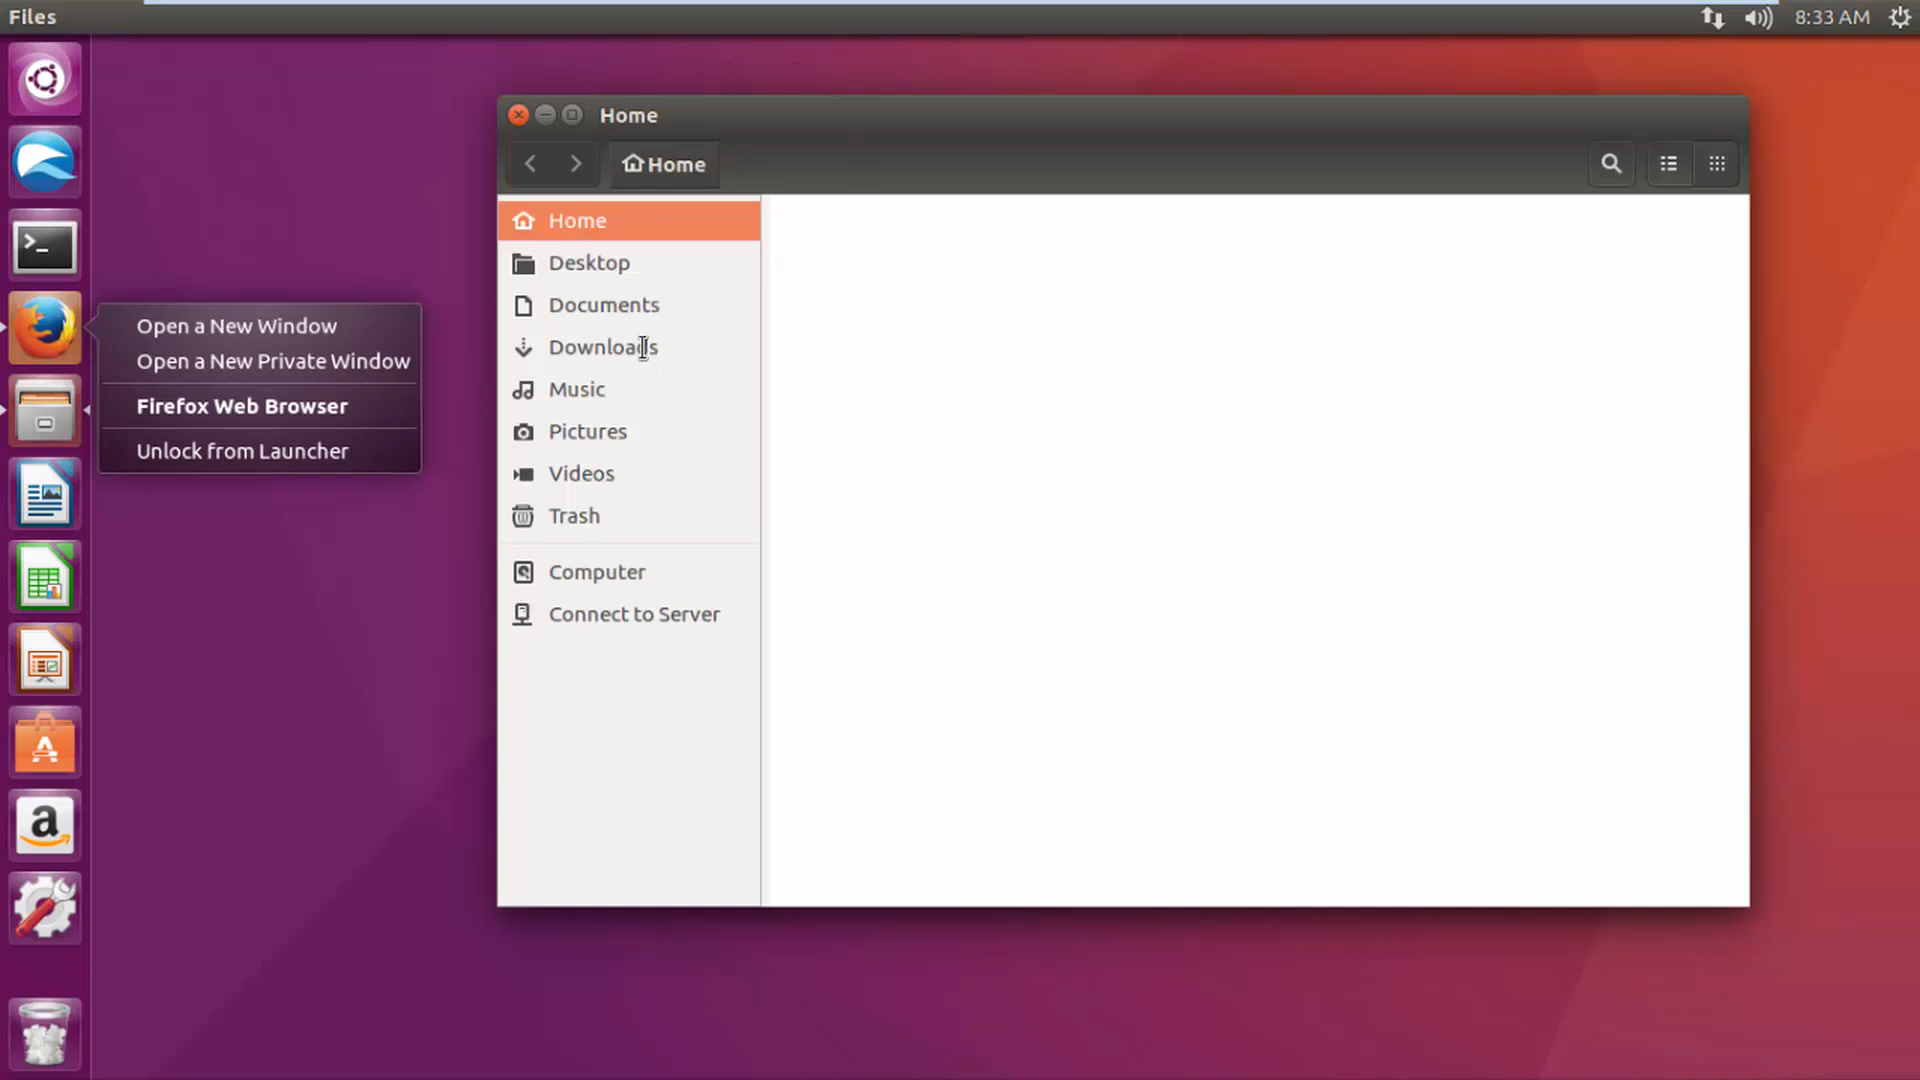 Files
8:33 AM
Home
Home
Home
Desktop
Documents
Downloads
Music
Pictures
Videos
Trash
Computer
Connect to Server
Open a New Window
Open a New Private Window
Firefox Web Browser
Unlock from Launcher
>_
A
a